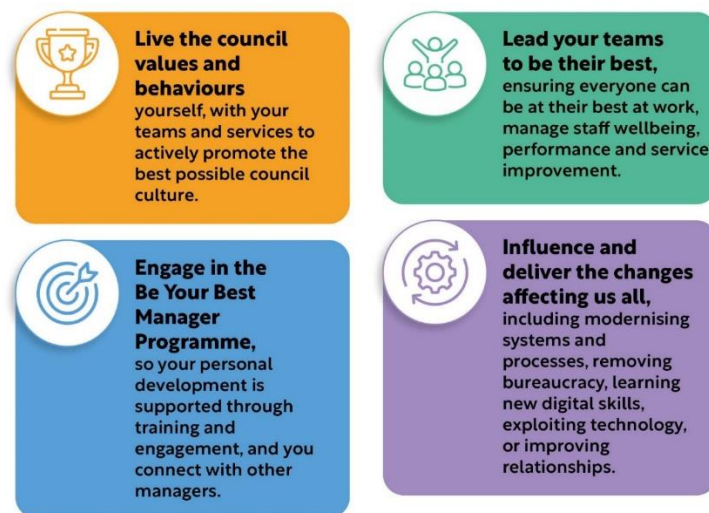 Live the council
values and
behaviours
yourself, with your
teams and services to
actively promote the
best possible council
culture.
Lead your teams
to be their best,
ensuring everyone can
be at their best at work,
manage staff wellbeing,
performance and service
improvement.
Engage in the
Be Your Best
Manager
Programme,
so your personal
development is
supported through
training and
engagement, and you
connect with other
managers.
Influence and
deliver the changes
affecting us all,
including modernising
systems and
processes, removing
bureaucracy, learning
new digital skills,
exploiting technology,
or improving
relationships.